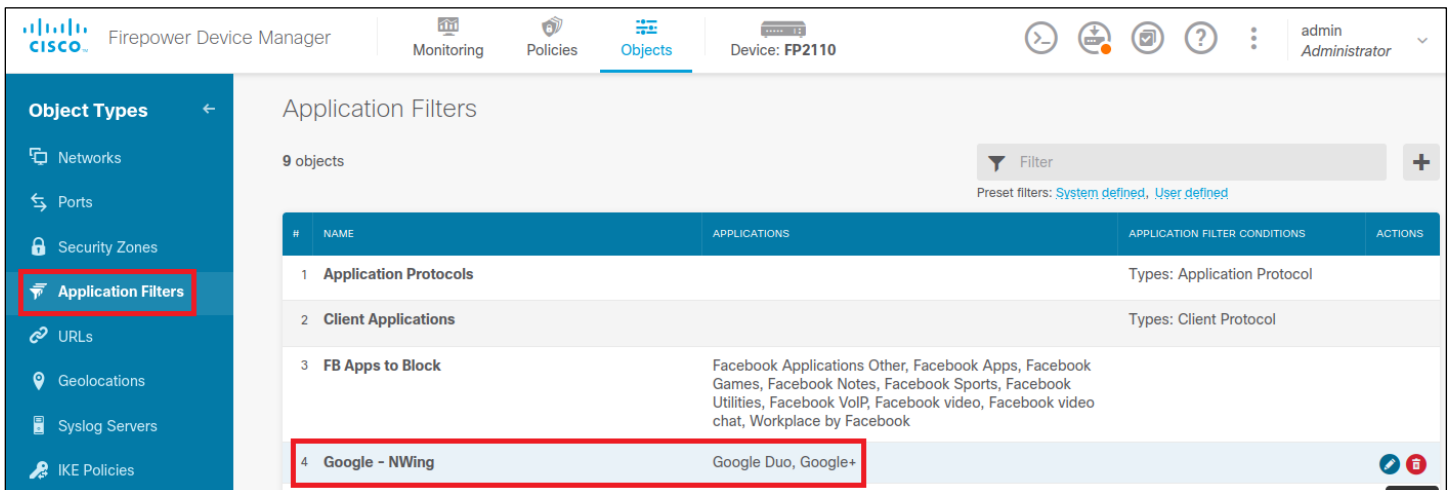 CISCO Firepower Device Manager
Monitoring
Policies
Objects
Device: FP2110
admin
Administrator
Object Types
Networks
Ports
Security Zones
Application Filters
URLs
Geolocations
Syslog Servers
IKE Policies
Application Filters
9 objects
Filter
Preset filters: System defined, User defined
# NAME APPLICATIONS APPLICATION FILTER CONDITIONS ACTIONS
1 Application Protocols Types: Application Protocol
2 Client Applications Types: Client Protocol
3 FB Apps to Block Facebook Applications Other, Facebook Apps, Facebook
Games, Facebook Notes, Facebook Sports, Facebook
Utilities, Facebook VoIP, Facebook video, Facebook video
chat, Workplace by Facebook
4 Google - NWing Google Duo, Google+